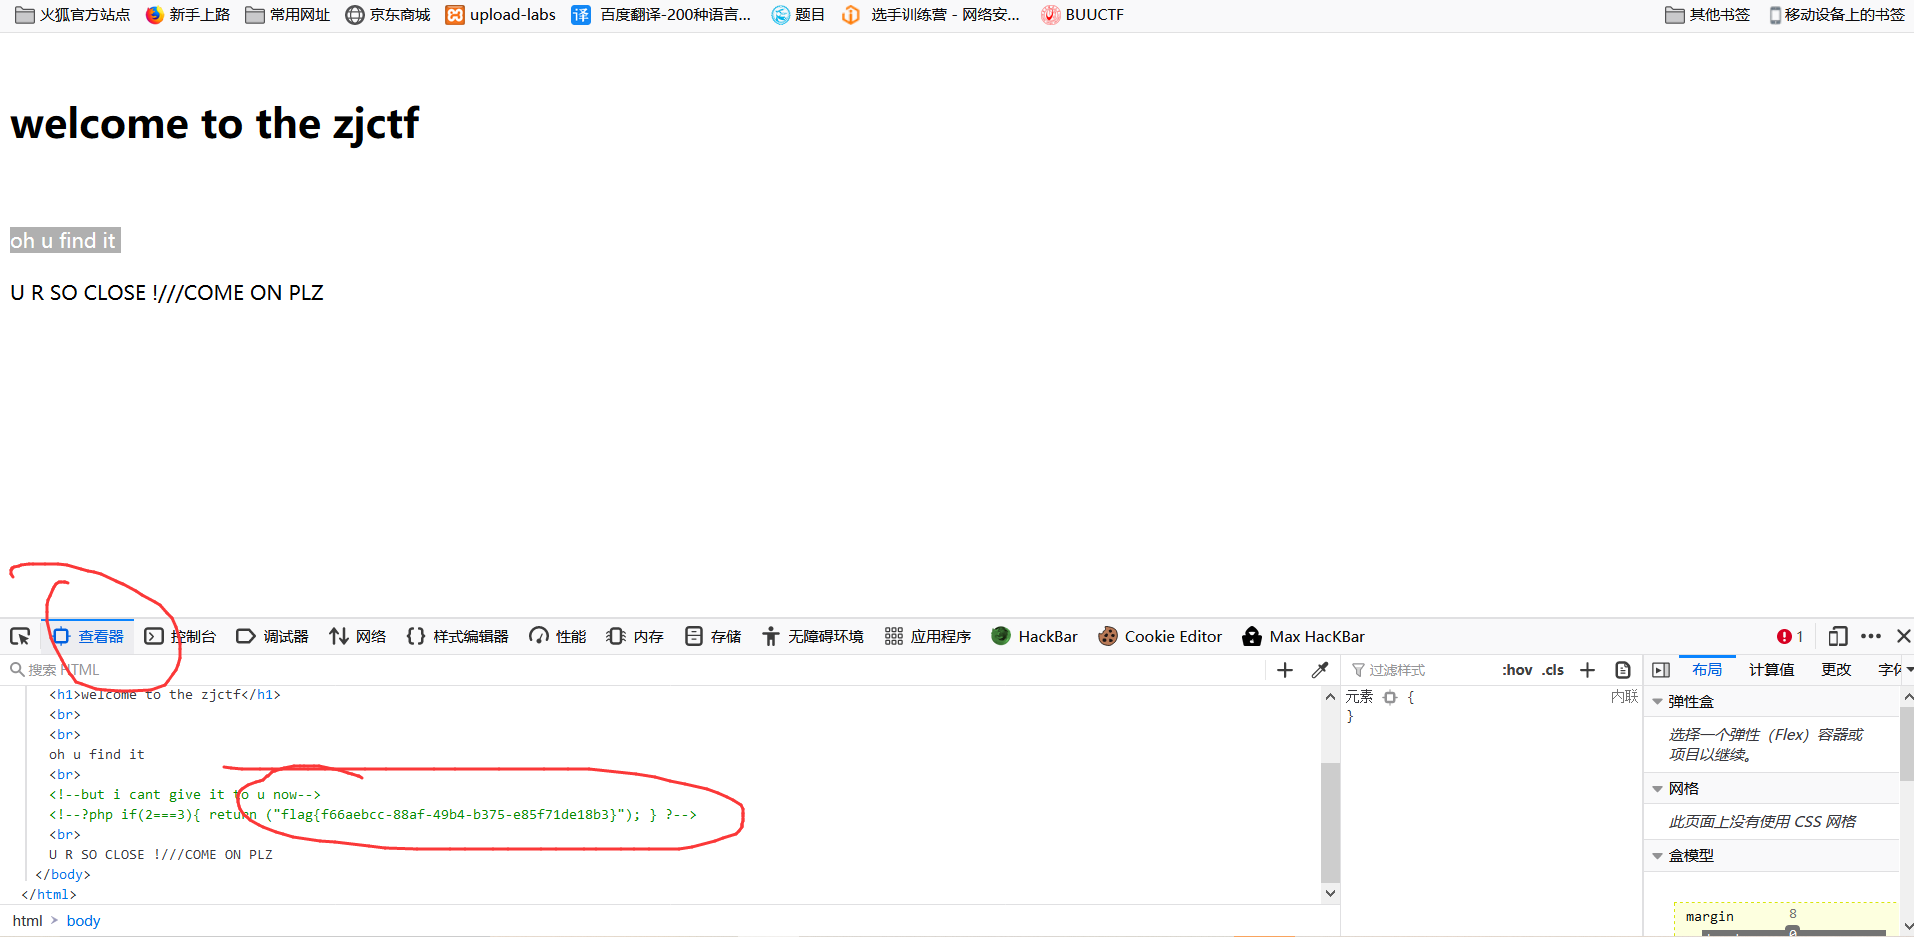 火狐官方站点 新手上路 常用网址 京东商城 upload-labs 译 百度翻译-200种语言... 题目 选手训练营 - 网络安... BUUCTF 其他书签 移动设备上的书签
welcome to the zjctf
oh u find it
U R SO CLOSE !///COME ON PLZ
查看器 控制台 调试器 网络 样式编辑器 性能 内存 存储 无障碍环境 应用程序 HackBar Cookie Editor Max HacKBar 1
搜索 HTML 过滤样式 :hov .cls 布局 计算值 更改
<h1>welcome to the zjctf</h1>
<br>
<br>
oh u find it
<br>
<!--but i cant give it to u now-->
<!--?php if(2===3){ return ("flag{f66aebcc-88af-49b4-b375-e85f71de18b3}"); } ?-->
<br>
U R SO CLOSE !///COME ON PLZ
</body>
</html>
html > body
元素 { 内联
}
弹性盒
选择一个弹性（Flex）容器或
项目以继续。
网格
此页面上没有使用 CSS 网格
盒模型
margin 8